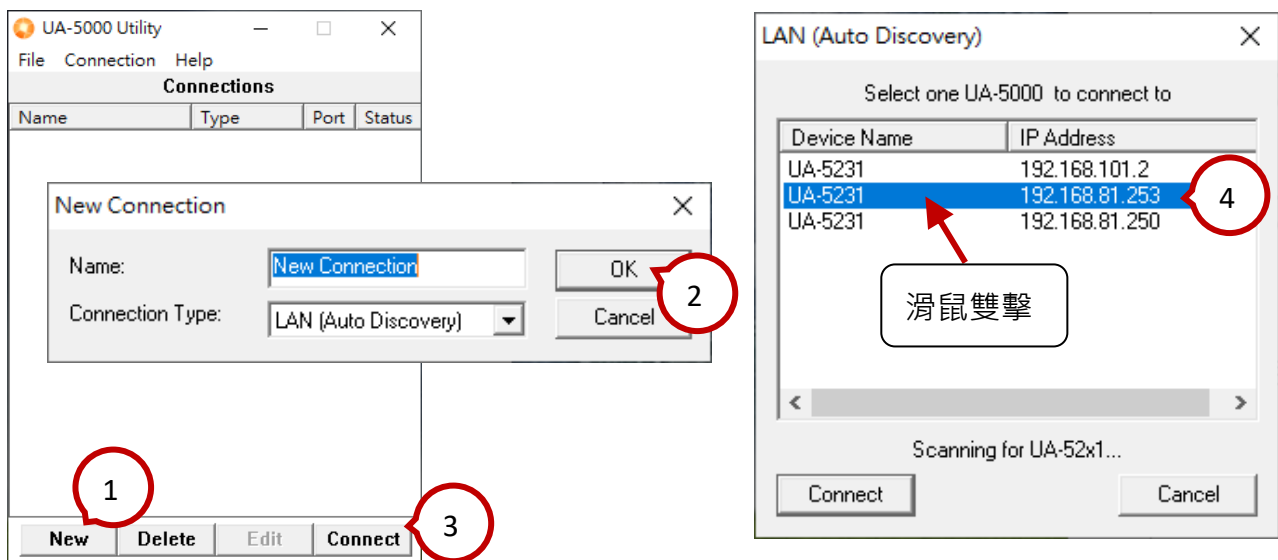 UA-5000 Utility
File Connection Help
Connections
Name Type Port Status
New Connection
Name: New Connection OK
2
Connection Type: LAN (Auto Discovery) Cancel
1
3
New Delete Edit Connect
LAN (Auto Discovery)
Select one UA-5000 to connect to
Device Name IP Address
UA-5231 192.168.101.2
UA-5231 192.168.81.253
4
UA-5231 192.168.81.250
滑鼠雙擊
Scanning for UA-52x1...
Connect Cancel